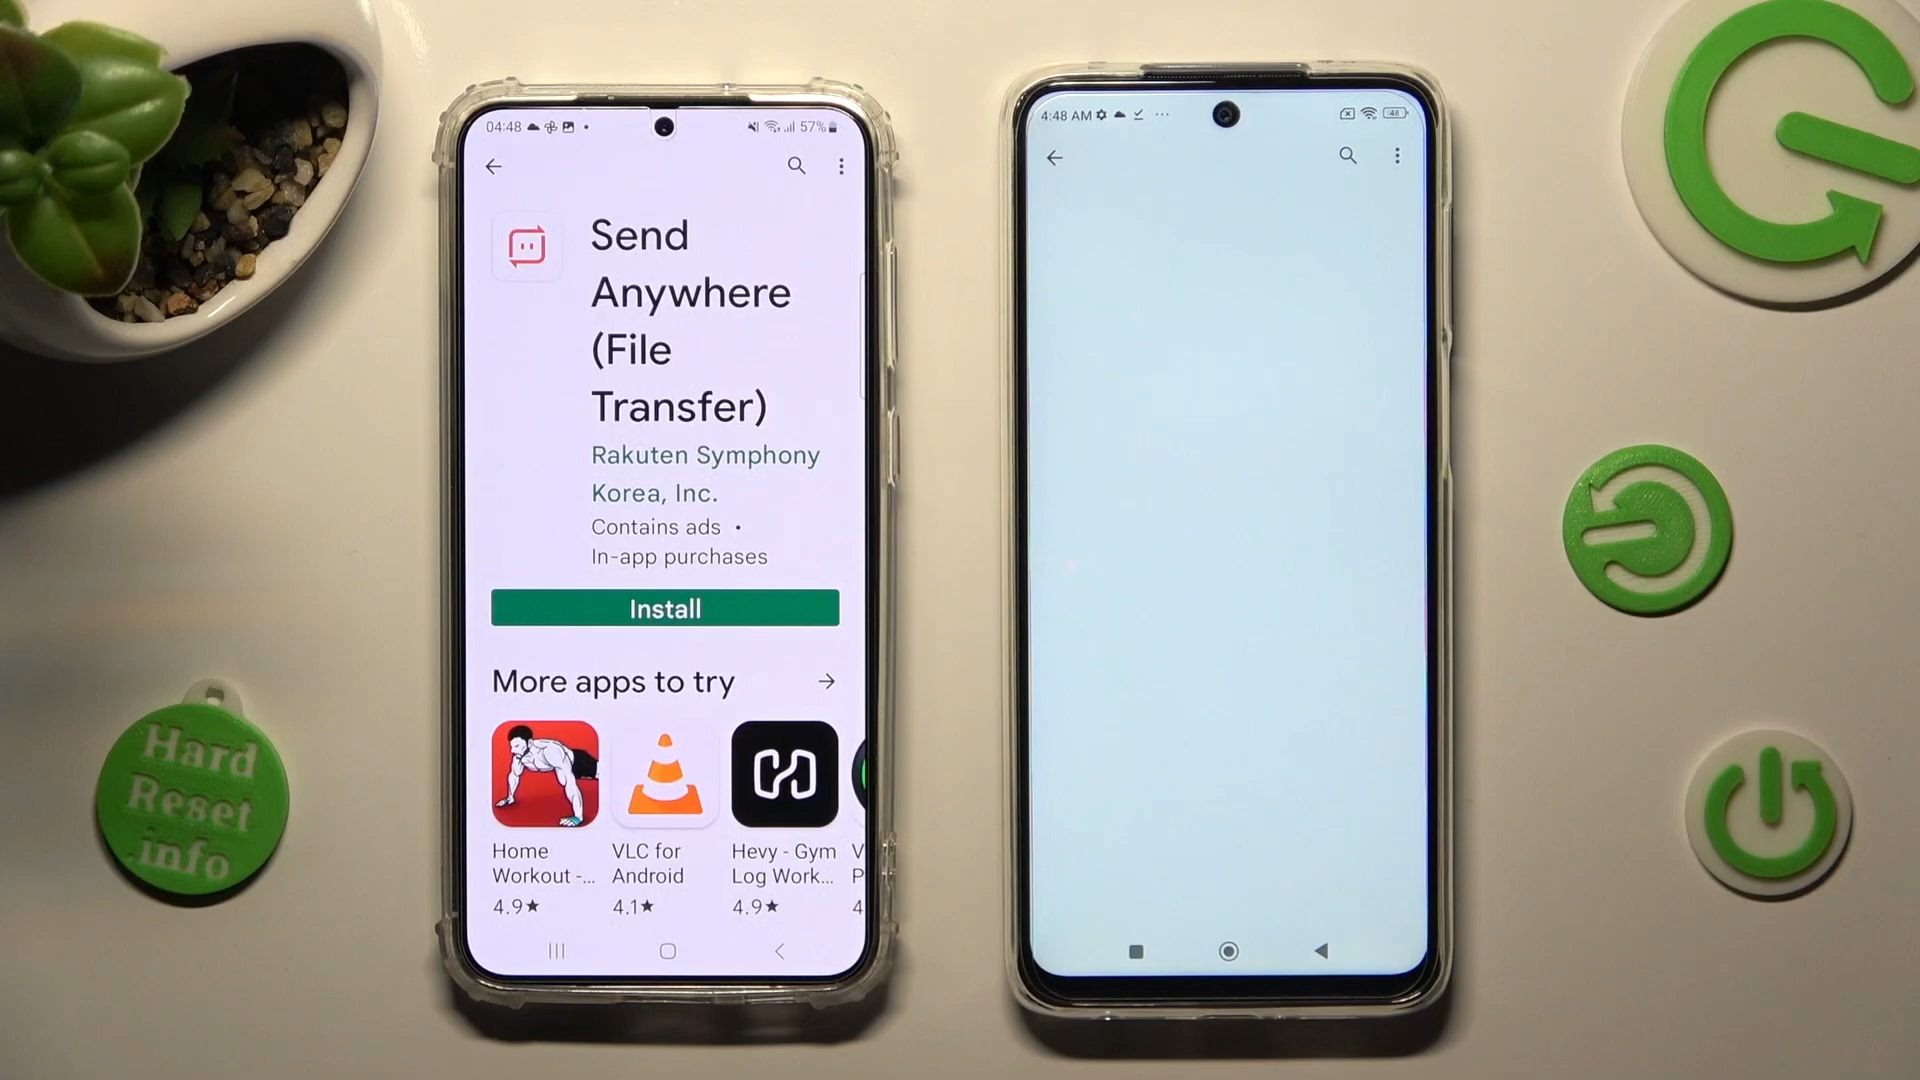 04:48
57%
Send
Anywhere
(File
Transfer)
Rakuten Symphony
Korea, Inc.
Contains ads •
In-app purchases
Install
More apps to try
Home
Workout -...
4.9★
VLC for
Android
4.1★
Hevy - Gym
Log Work...
4.9★
V
P
4
4:48 AM
48
Hard
Reset
.info